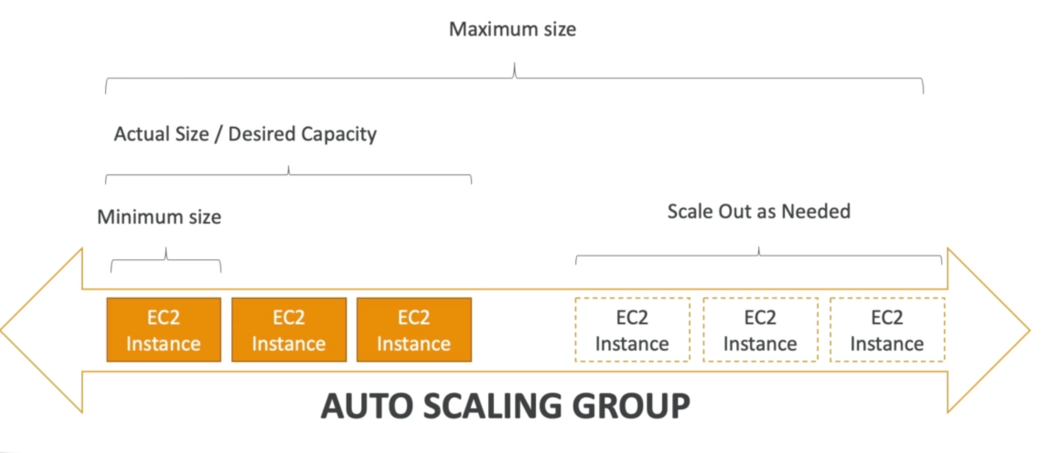 Maximum size
Actual Size / Desired Capacity
Minimum size
Scale Out as Needed
EC2
Instance
EC2
Instance
EC2
Instance
EC2
Instance
EC2
Instance
EC2
Instance
AUTO SCALING GROUP